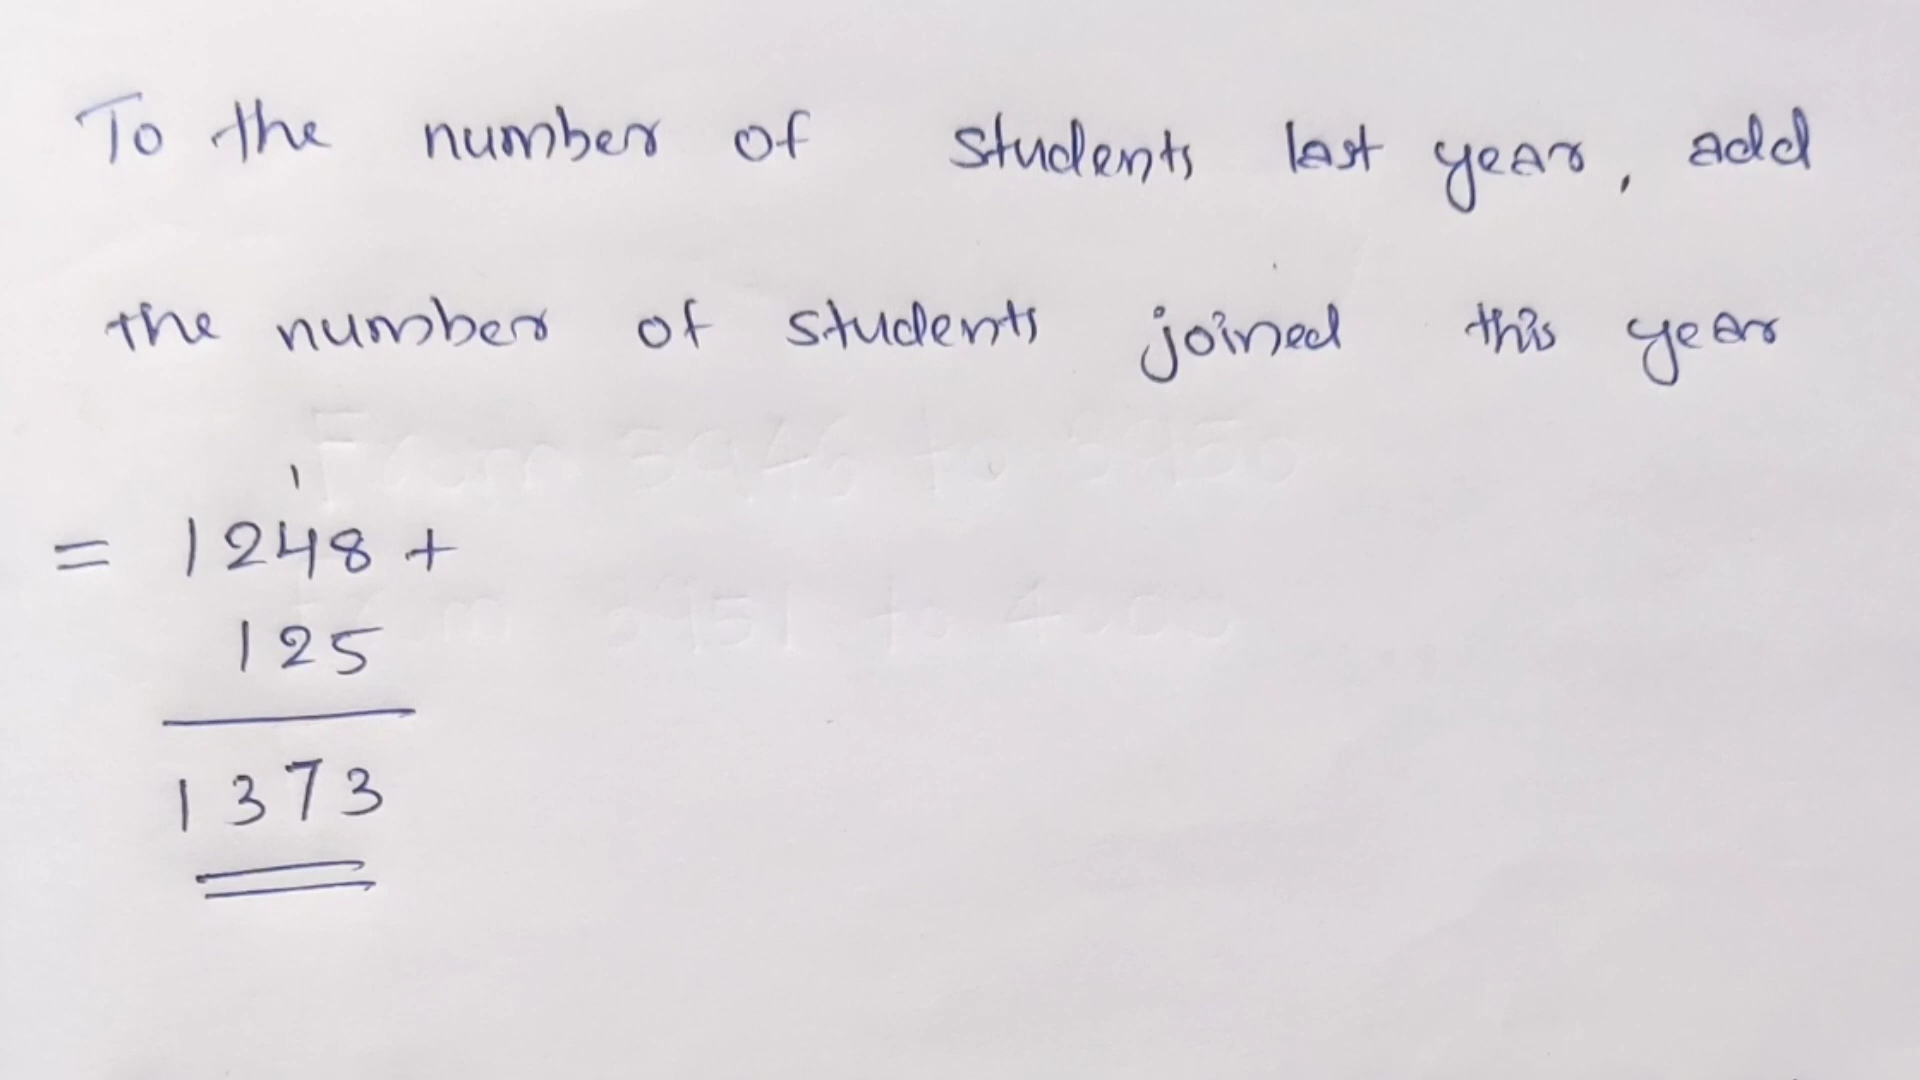 To the number of students last year, add
the number of students joined this year
1
= 1248 +
125
1373